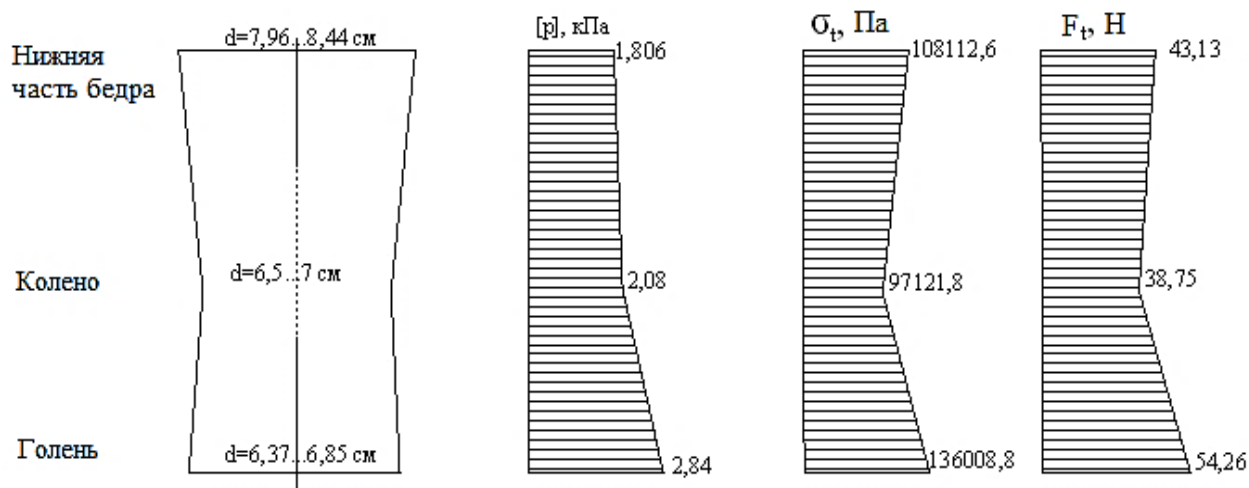 [p], кПа
σt, Па
Ft, Н
Нижняя
часть бедра
d=7,96...8,44 см
1,806
108112,6
43,13
Колено
d=6,5...7 см
2,08
97121,8
38,75
Голень
d=6,37...6,85 см
2,84
136008,8
54,26